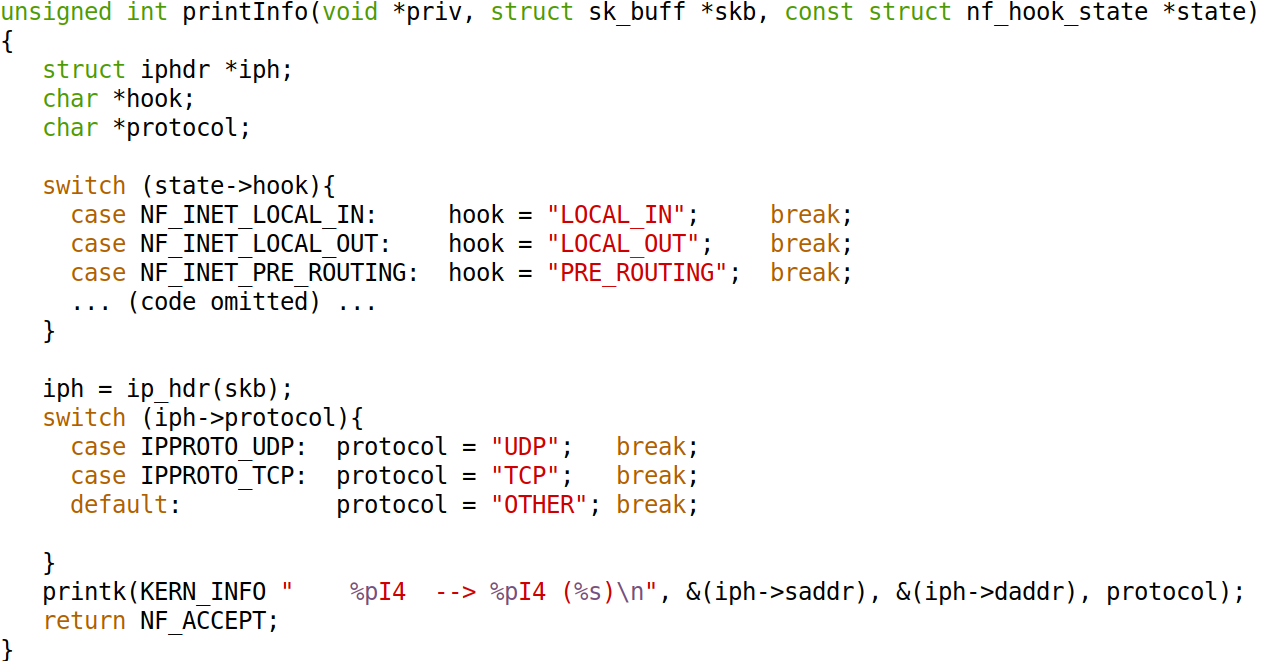 unsigned int printInfo(void *priv, struct sk_buff *skb, const struct nf_hook_state *state)
{
   struct iphdr *iph;
   char *hook;
   char *protocol;

   switch (state->hook){
     case NF_INET_LOCAL_IN:     hook = "LOCAL_IN";     break;
     case NF_INET_LOCAL_OUT:    hook = "LOCAL_OUT";    break;
     case NF_INET_PRE_ROUTING:  hook = "PRE_ROUTING";  break;
     ... (code omitted) ...
   }

   iph = ip_hdr(skb);
   switch (iph->protocol){
     case IPPROTO_UDP:  protocol = "UDP";   break;
     case IPPROTO_TCP:  protocol = "TCP";   break;
     default:           protocol = "OTHER"; break;

   }
   printk(KERN_INFO "    %pI4  --> %pI4 (%s)\n", &(iph->saddr), &(iph->daddr), protocol);
   return NF_ACCEPT;
}